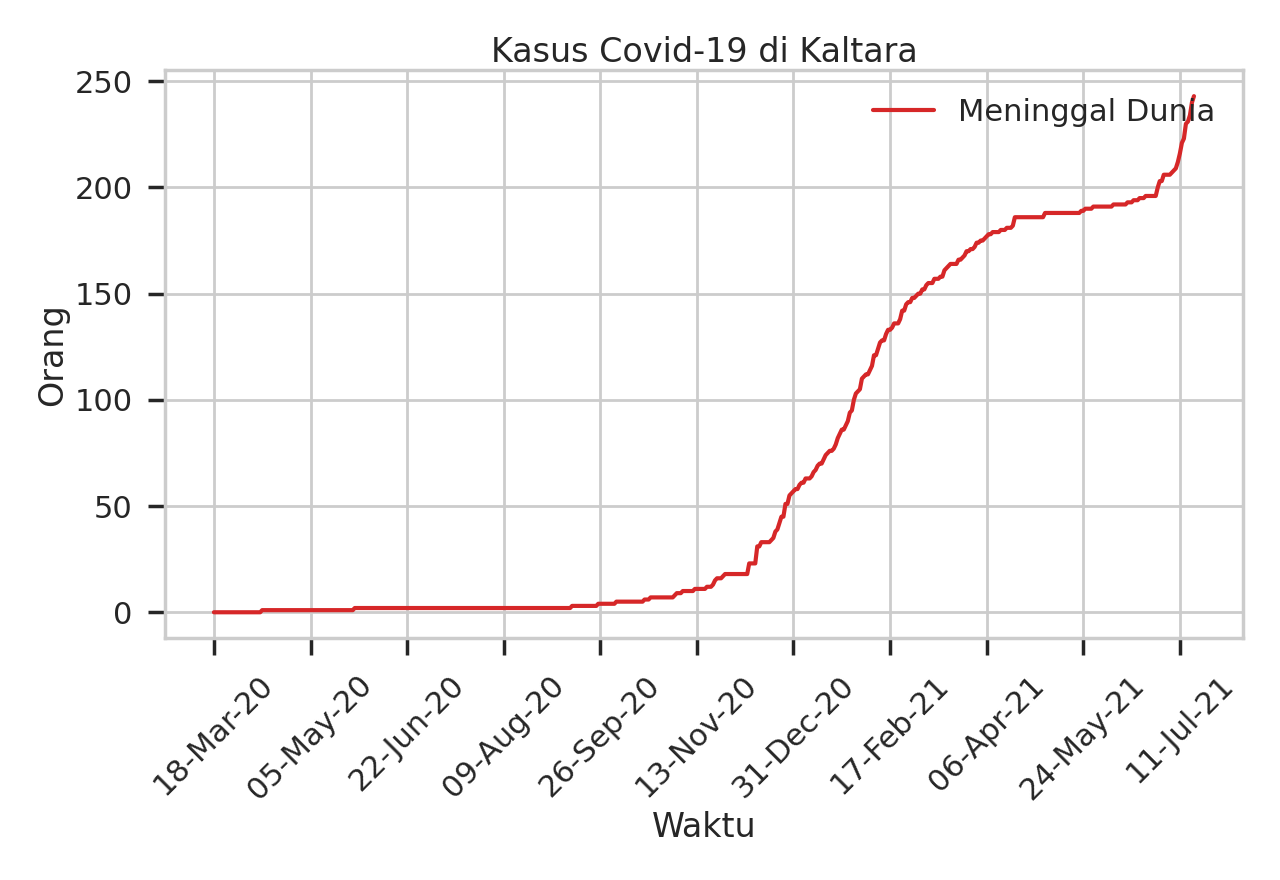 Kasus Covid-19 di Kaltara
Meninggal Dunia
Orang
250
200
150
100
50
0
18-Mar-20
05-May-20
22-Jun-20
09-Aug-20
26-Sep-20
13-Nov-20
31-Dec-20
17-Feb-21
06-Apr-21
24-May-21
11-Jul-21
Waktu